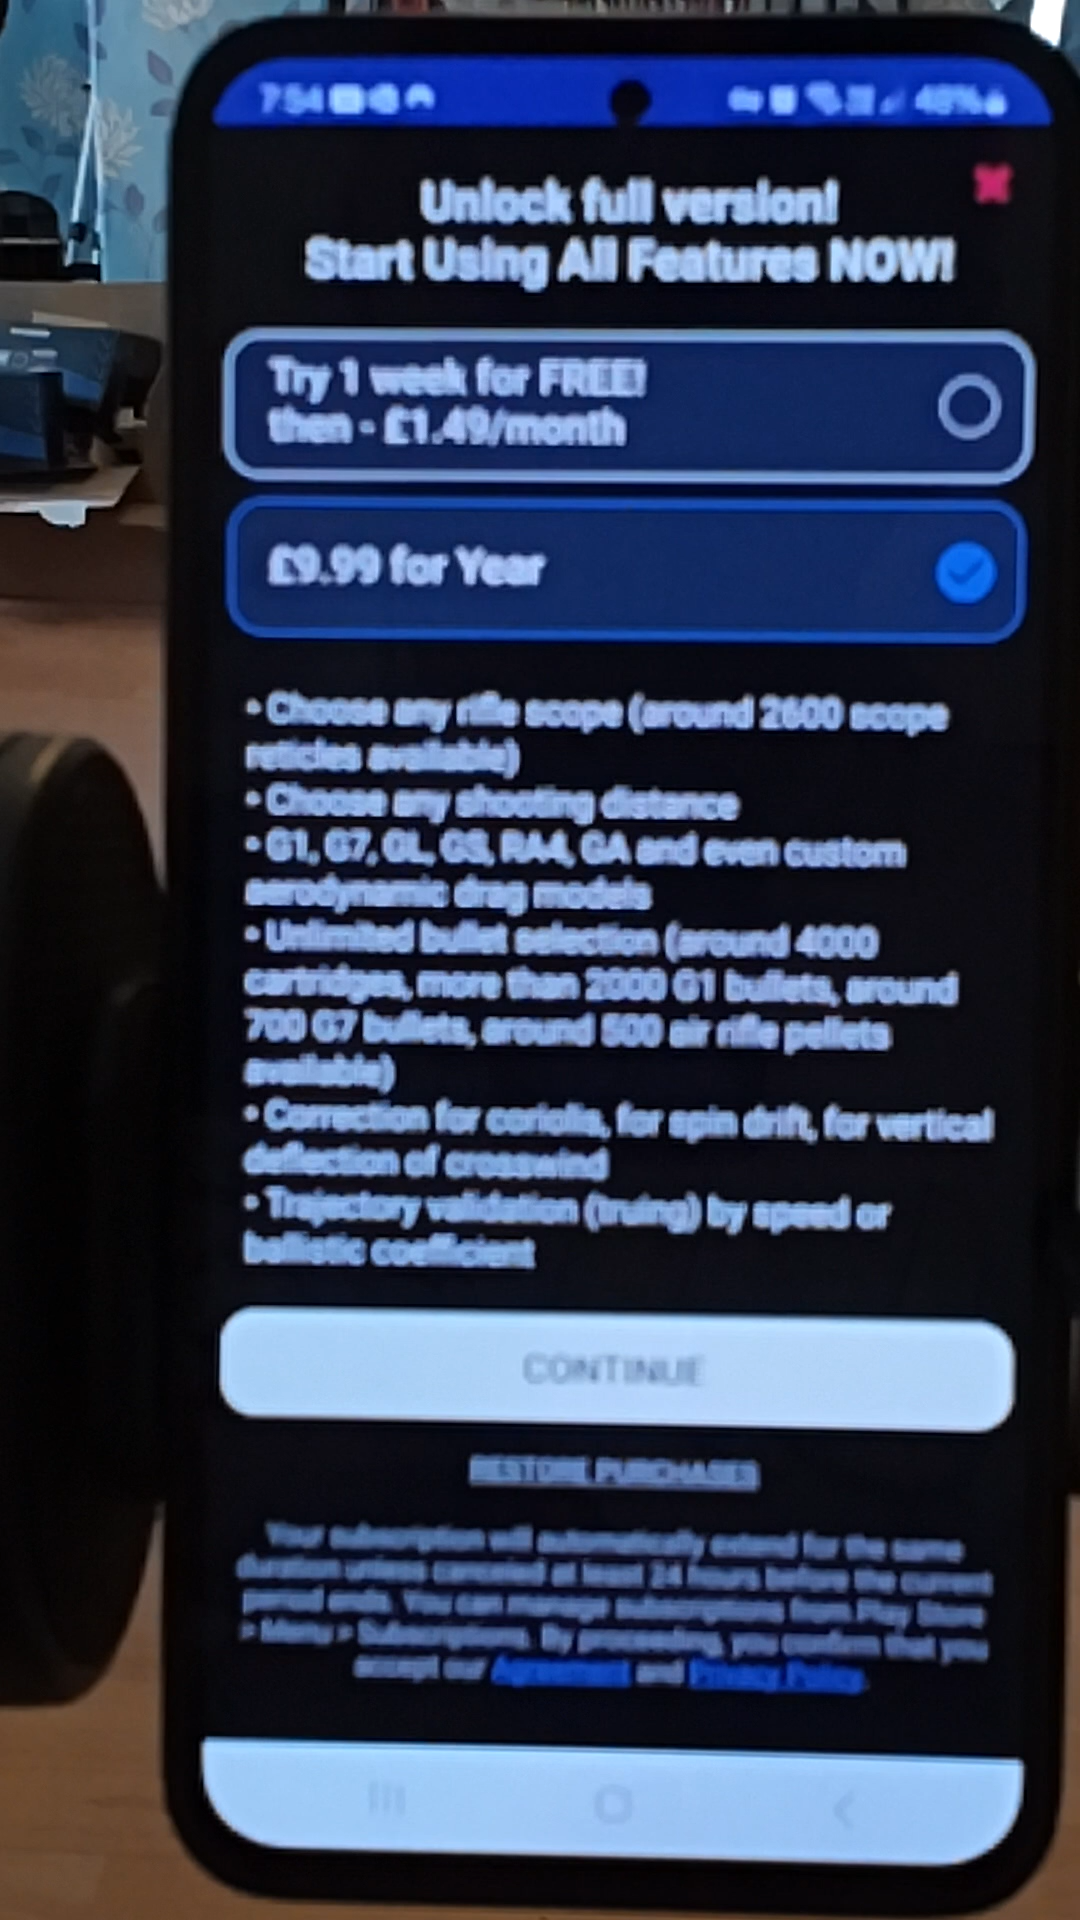 7:54
48%
Unlock full version!
Start Using All Features NOW!
Try 1 week for FREE!
then - £1.49/month
£9.99 for Year
• Choose any rifle scope (around 2600 scope
reticles available)
• Choose any shooting distance
• G1, G7, GL, GS, RA4, GA and even custom
aerodynamic drag models
• Unlimited bullet selection (around 4000
cartridges, more than 2000 G1 bullets, around
700 G7 bullets, around 500 air rifle pellets
available)
• Correction for coriolis, for spin drift, for vertical
deflection of crosswind
• Trajectory validation (truing) by speed or
ballistic coefficient
CONTINUE
RESTORE PURCHASES
Your subscription will automatically extend for the same
duration unless canceled at least 24 hours before the current
period ends. You can manage subscriptions from Play Store
> Menu > Subscriptions. By proceeding, you confirm that you
accept our Agreement and Privacy Policy.